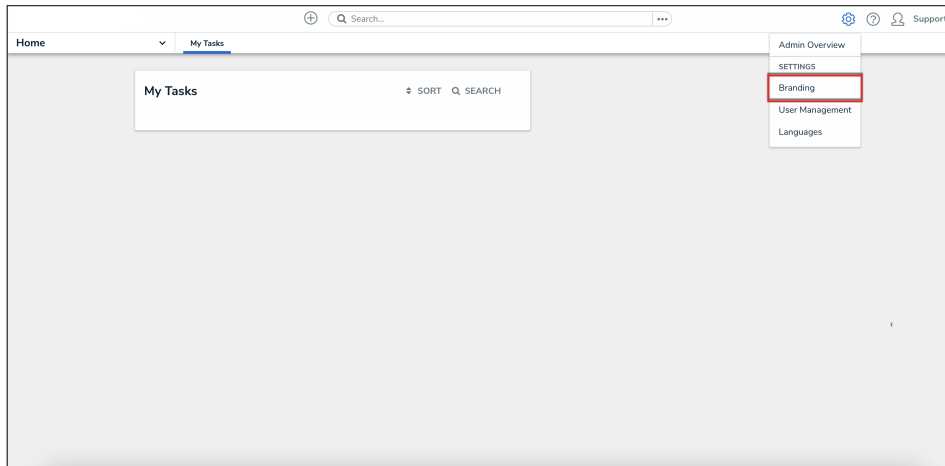 Search...
Support
Home
My Tasks
Admin Overview
SETTINGS
Branding
User Management
Languages
My Tasks
SORT
SEARCH